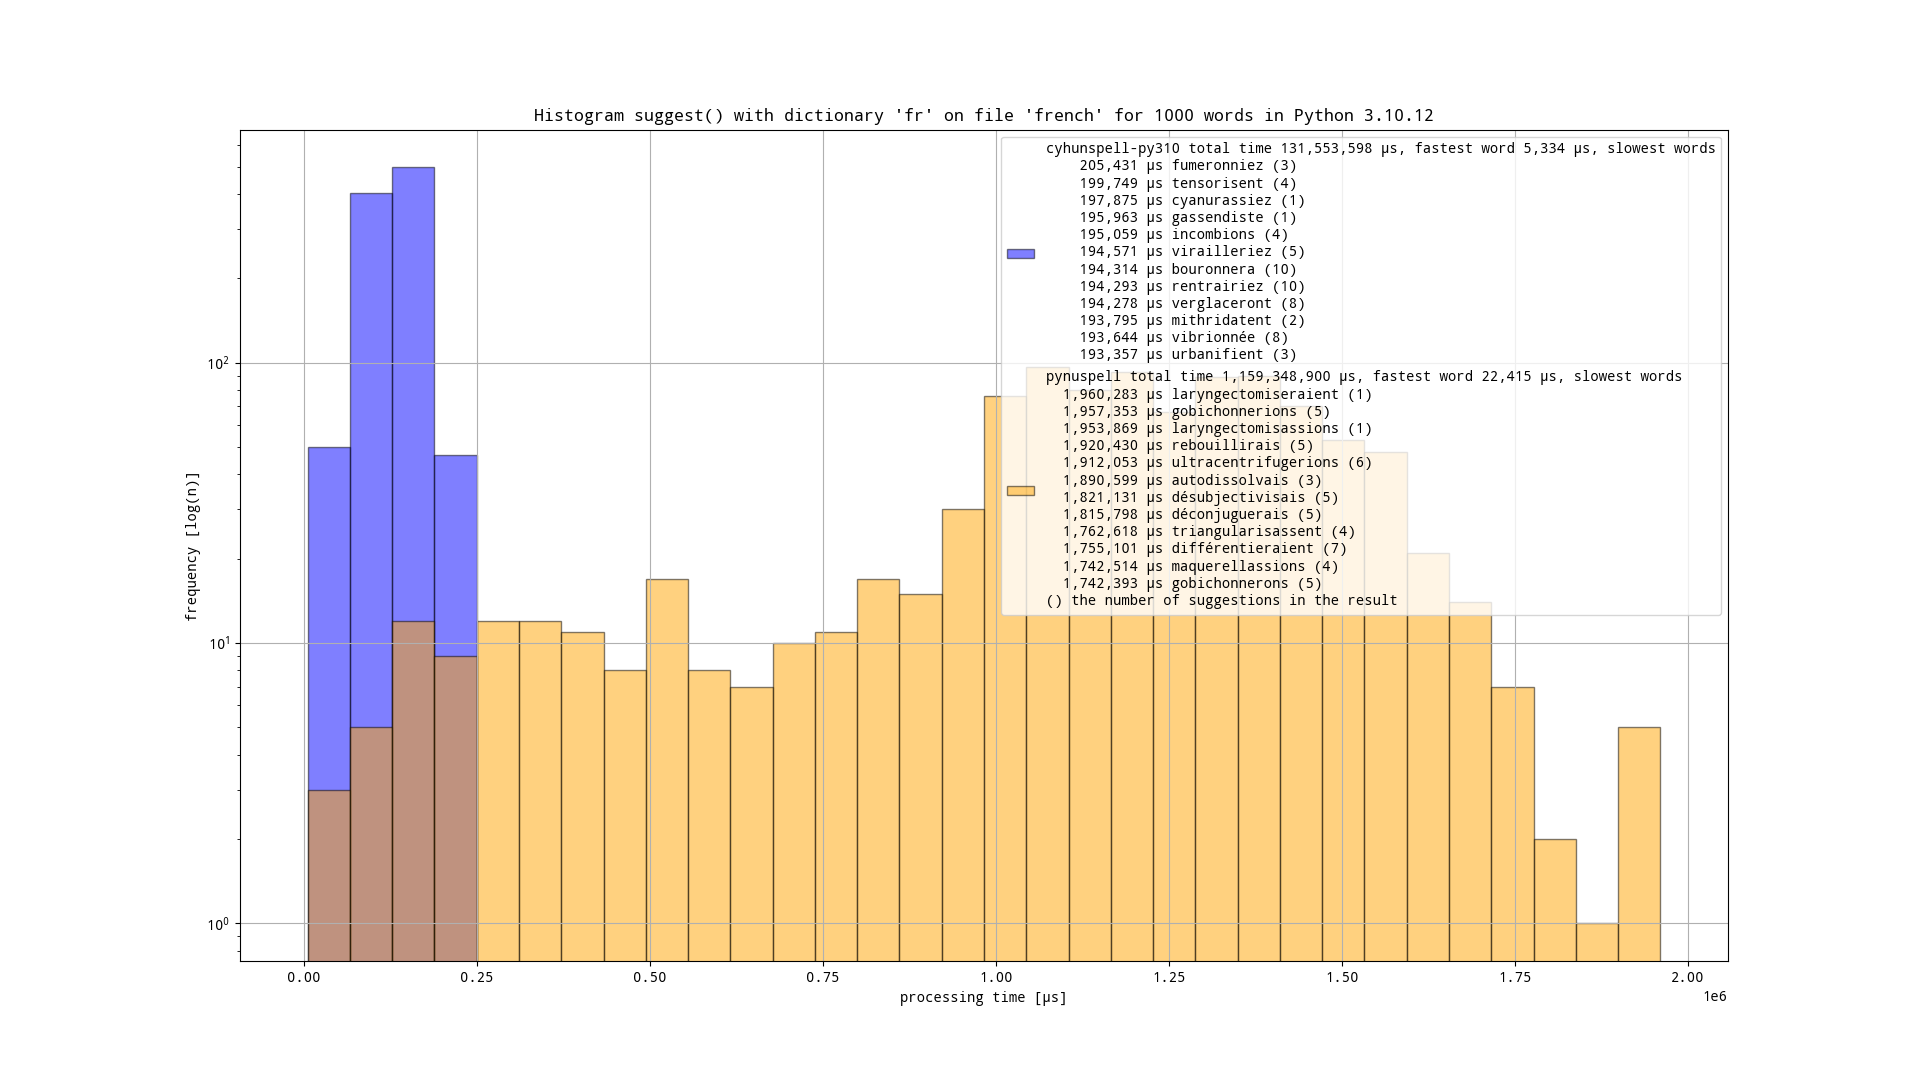 Histogram suggest() with dictionary 'fr' on file 'french' for 1000 words in Python 3.10.12
cyhunspell-py310 total time 131,553,598 µs, fastest word 5,334 µs, slowest words
205,431 µs fumeronniez (3)
199,749 µs tensorisent (4)
197,875 µs cyanurassiez (1)
195,963 µs gassendiste (1)
195,059 µs incombions (4)
194,571 µs virailleriez (5)
194,314 µs bouronnera (10)
194,293 µs rentrairiez (10)
194,278 µs verglaceront (8)
193,795 µs mithridatent (2)
193,644 µs vibrionnée (8)
193,357 µs urbanifient (3)
pynuspell total time 1,159,348,900 µs, fastest word 22,415 µs, slowest words
1,960,283 µs laryngectomiseraient (1)
1,957,353 µs gobichonnerions (5)
1,953,869 µs laryngectomisassions (1)
1,920,430 µs rebouillirais (5)
1,912,053 µs ultracentrifugerions (6)
1,890,599 µs autodissolvais (3)
1,821,131 µs désubjectivisais (5)
1,815,798 µs déconjuguerais (5)
1,762,618 µs triangularisassent (4)
1,755,101 µs différentieraient (7)
1,742,514 µs maquerellassions (4)
1,742,393 µs gobichonnerons (5)
() the number of suggestions in the result
frequency [log(n)]
10²
10¹
10⁰
0.00 0.25 0.50 0.75 1.00 1.25 1.50 1.75 2.00
1e6
processing time [µs]